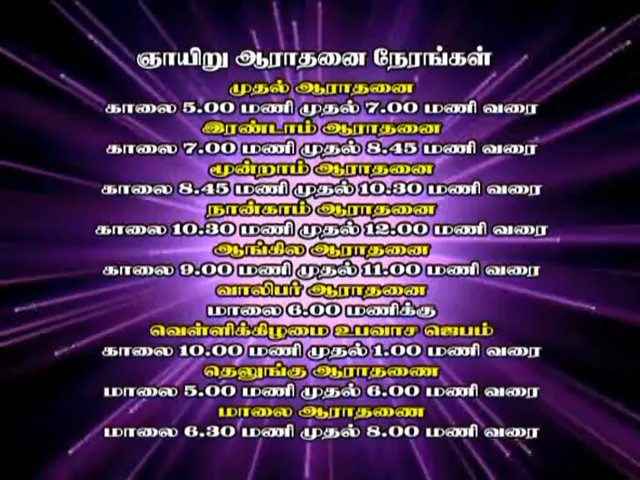 ஞாயிறு ஆராதனை நேரங்கள்
முதல் ஆராதனை
காலை 5.00 மணி முதல் 7.00 மணி வரை
இரண்டாம் ஆராதனை
காலை 7.00 மணி முதல் 8.45 மணி வரை
மூன்றாம் ஆராதனை
காலை 8.45 மணி முதல் 10.30 மணி வரை
நான்காம் ஆராதனை
காலை 10.30 மணி முதல் 12.00 மணி வரை
ஆங்கில ஆராதனை
காலை 9.00 மணி முதல் 11.00 மணி வரை
வாலிபர் ஆராதனை
மாலை 6.00 மணிக்கு
வெள்ளிக்கிழமை உபவாச ஜெபம்
காலை 10.00 மணி முதல் 1.00 மணி வரை
தெலுங்கு ஆராதணை
மாலை 5.00 மணி முதல் 6.00 மணி வரை
மாலை ஆராதணை
மாலை 6.30 மணி முதல் 8.00 மணி வரை